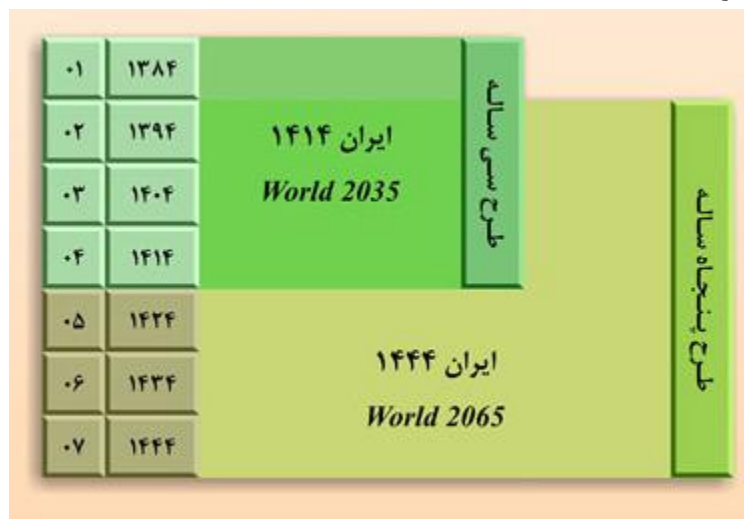 ۰۱ ۱۳۸۴
۰۲ ۱۳۹۴
۰۳ ۱۴۰۴
۰۴ ۱۴۱۴
۰۵ ۱۴۲۴
۰۶ ۱۴۳۴
۰۷ ۱۴۴۴
ایران ۱۴۱۴
World 2035
طرح سی ساله
ایران ۱۴۴۴
World 2065
طرح پنجاه ساله